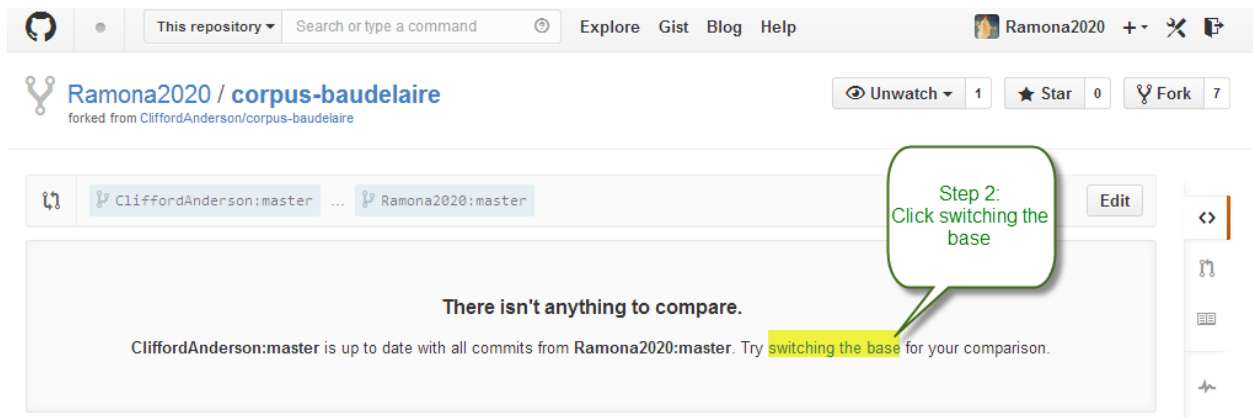 This repository Search or type a command Explore Gist Blog Help Ramona2020
Ramona2020 / corpus-baudelaire
forked from CliffordAnderson/corpus-baudelaire
Unwatch 1 Star 0 Fork 7
CliffordAnderson:master ... Ramona2020:master
Edit
Step 2:
Click switching the
base
There isn't anything to compare.
CliffordAnderson:master is up to date with all commits from Ramona2020:master. Try switching the base for your comparison.